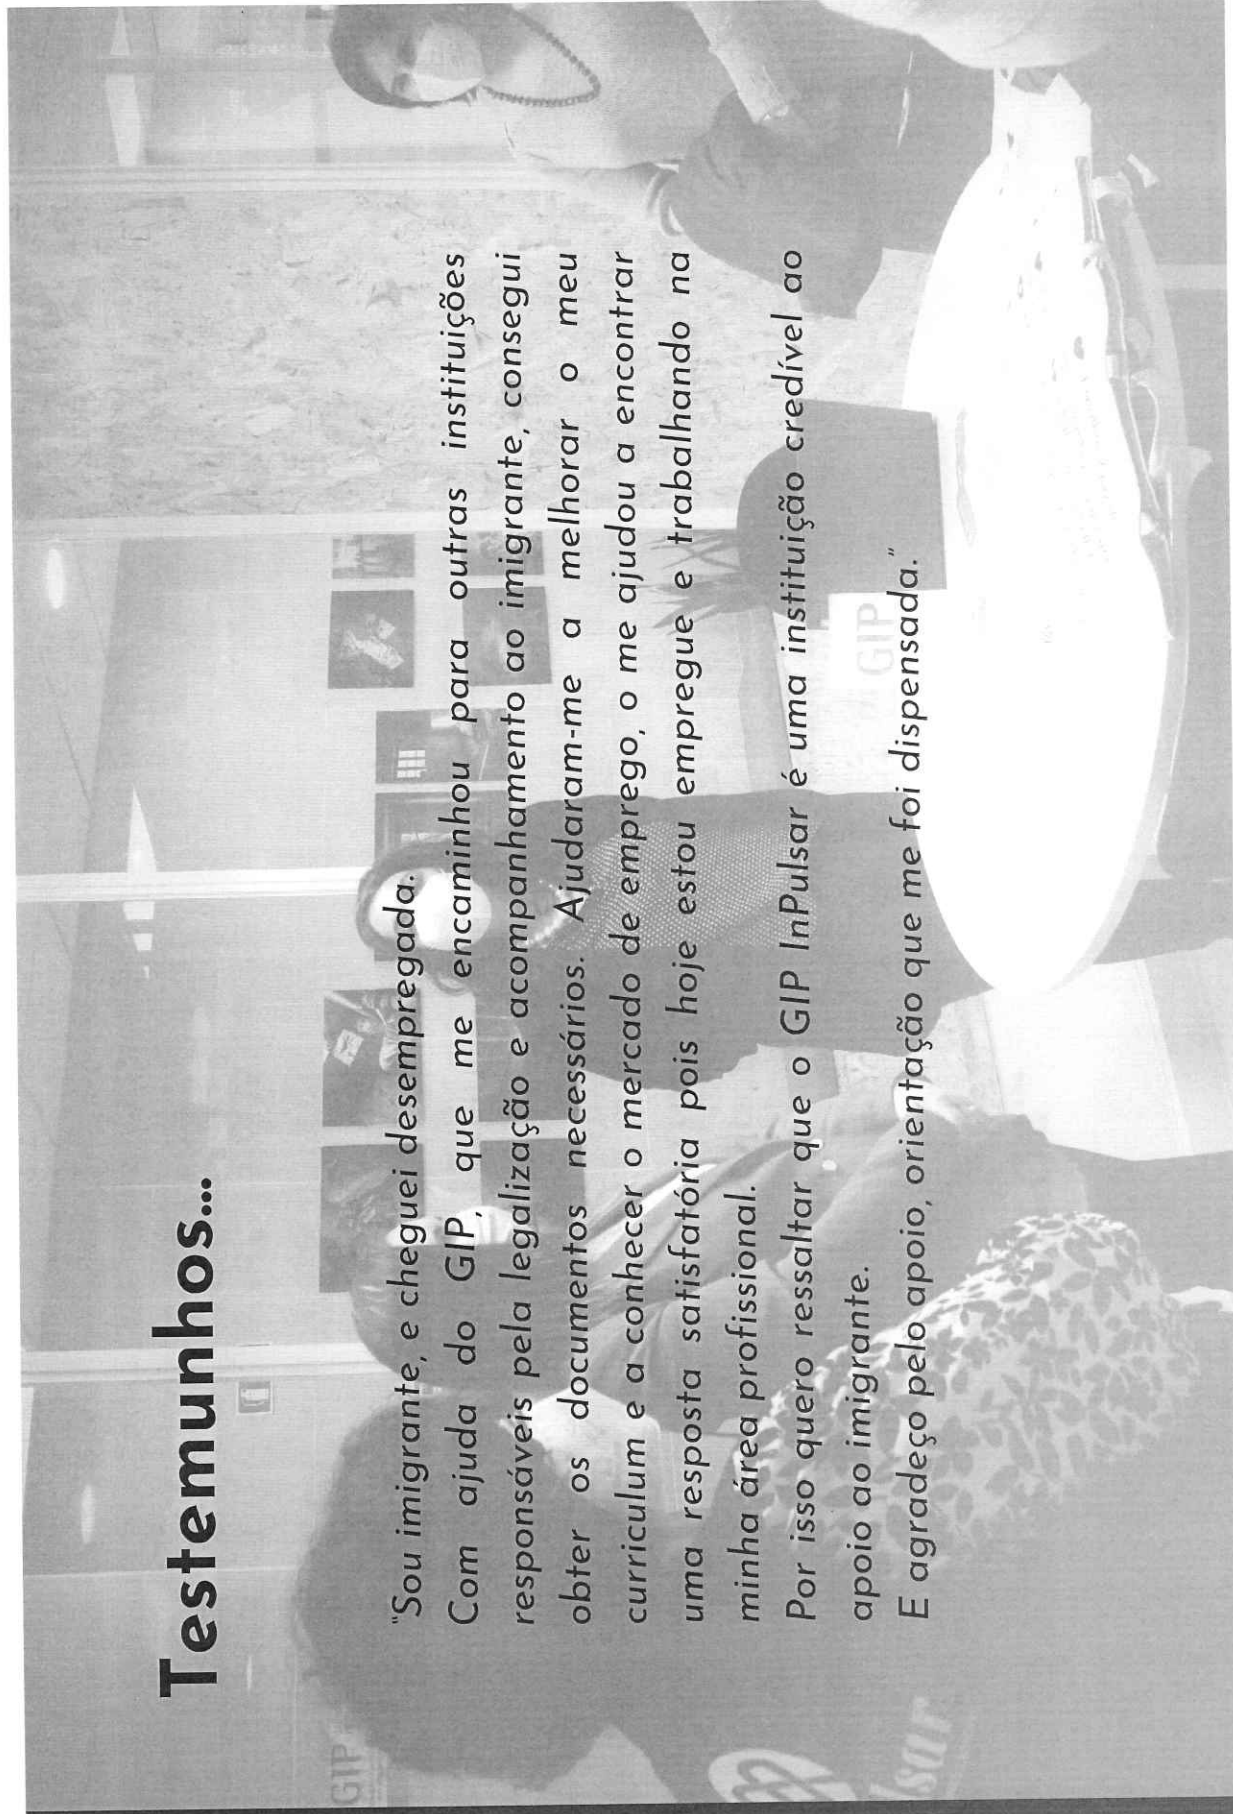 Testemunhos...
"Sou imigrante, e cheguei desempregada.
Com ajuda do GIP, que me encaminhou para outras instituições
responsáveis pela legalização e acompanhamento ao imigrante, consegui
obter os documentos necessários. Ajudaram-me a melhorar o meu
curriculum e a conhecer o mercado de emprego, o me ajudou a encontrar
uma resposta satisfatória pois hoje estou empregue e trabalhando na
minha área profissional.
Por isso quero ressaltar que o GIP InPulsar é uma instituição credível ao
apoio ao imigrante.
E agradeço pelo apoio, orientação que me foi dispensada."
GIP
GIP